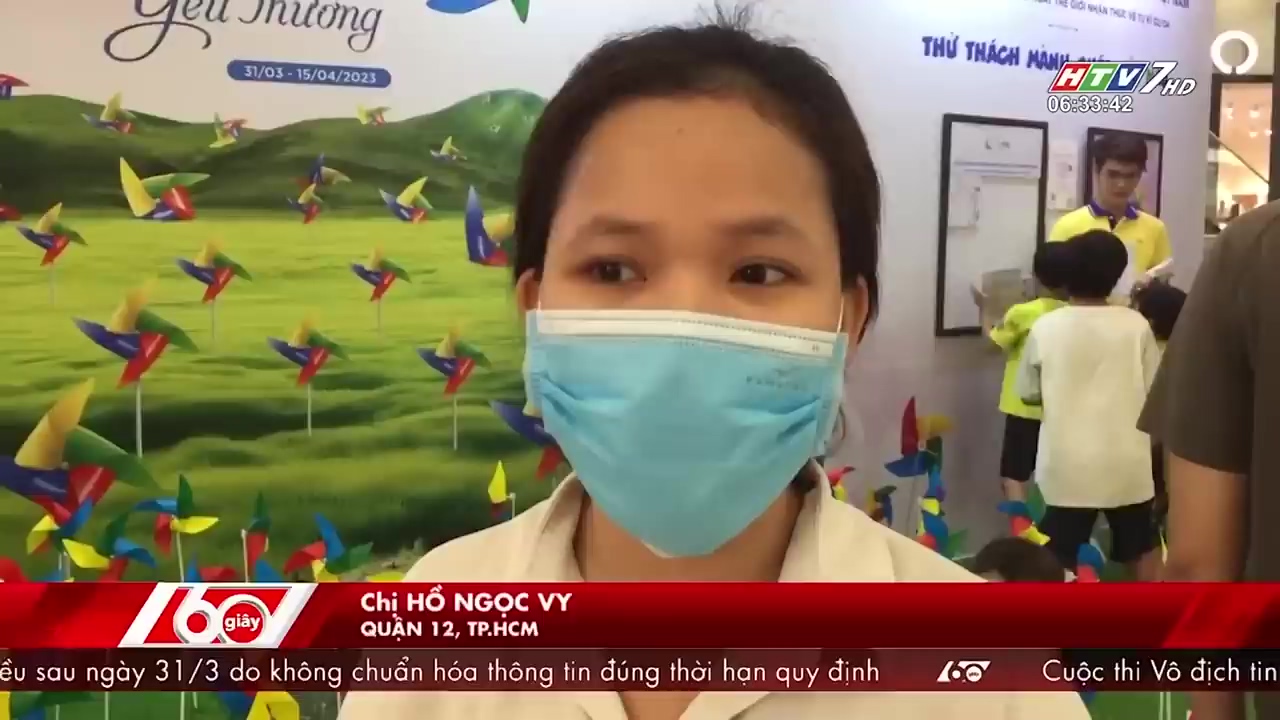 Yêu Thương
31/03 - 15/04/2023
THỬ THÁCH MẢNH
HTV7 HD
06:33:42
60 giây
Chị HỒ NGỌC VY
QUẬN 12, TP.HCM
ều sau ngày 31/3 do không chuẩn hóa thông tin đúng thời hạn quy định
60
Cuộc thi Vô địch tin